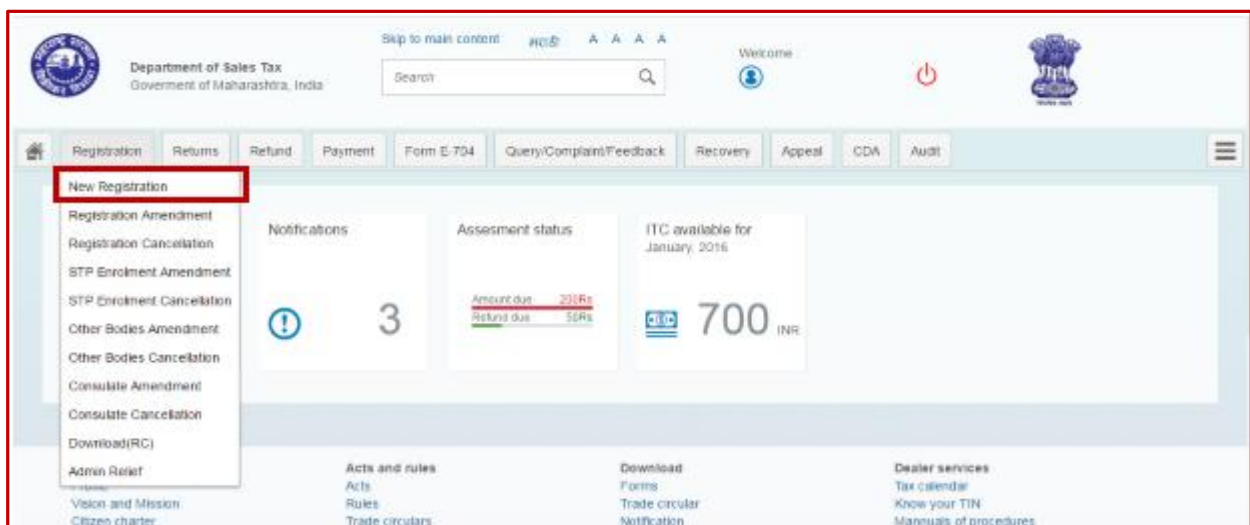 Skip to main content मराठी A A A A
Department of Sales Tax
Goverment of Maharashtra, India
Search
Welcome
Registration Returns Refund Payment Form E-704 Query/Complaint/Feedback Recovery Appeal CDA Audit
New Registration
Registration Amendment
Registration Cancellation
STP Enrolment Amendment
STP Enrolment Cancellation
Other Bodies Amendment
Other Bodies Cancellation
Consulate Amendment
Consulate Cancellation
Download(RC)
Admin Relief
Notifications
3
Assesment status
Amount due 200Rs
Refund due 50Rs
ITC available for
January, 2016
700 INR
Vision and Mission
Citizen charter
Acts and rules
Acts
Rules
Trade circulars
Download
Forms
Trade circular
Notification
Dealer services
Tax calendar
Know your TIN
Mannuals of procedures